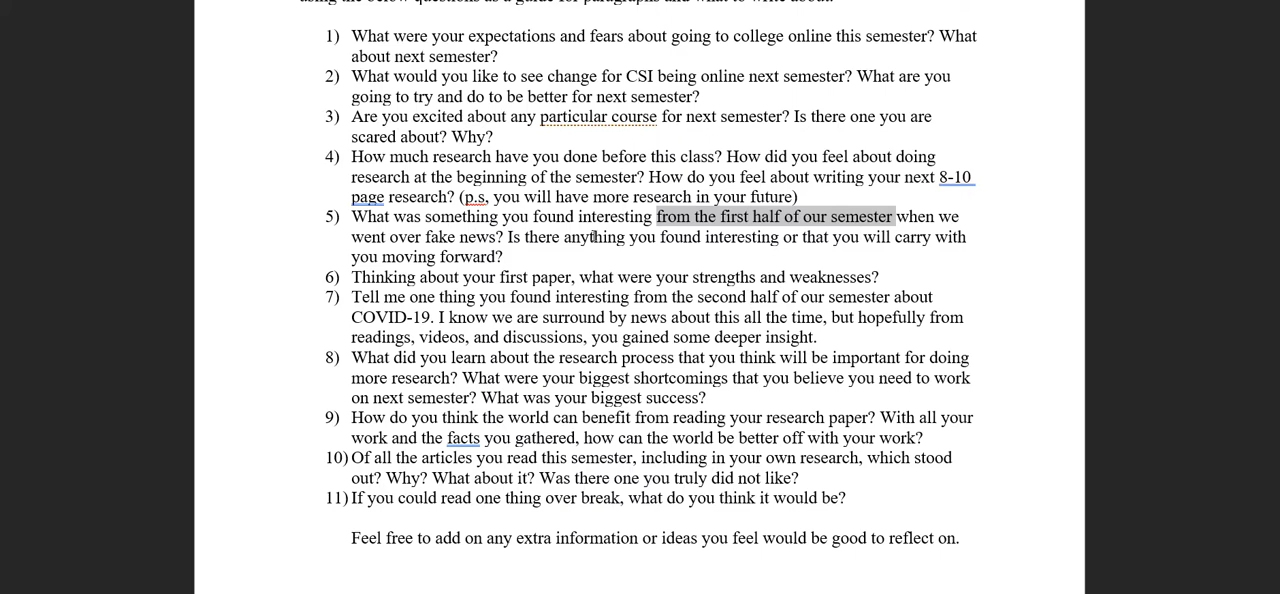 using the below questions as a guide for paragraphs and what to write about.
1) What were your expectations and fears about going to college online this semester? What
about next semester?
2) What would you like to see change for CSI being online next semester? What are you
going to try and do to be better for next semester?
3) Are you excited about any particular course for next semester? Is there one you are
scared about? Why?
4) How much research have you done before this class? How did you feel about doing
research at the beginning of the semester? How do you feel about writing your next 8-10
page research? (p.s, you will have more research in your future)
5) What was something you found interesting from the first half of our semester when we
went over fake news? Is there anything you found interesting or that you will carry with
you moving forward?
6) Thinking about your first paper, what were your strengths and weaknesses?
7) Tell me one thing you found interesting from the second half of our semester about
COVID-19. I know we are surround by news about this all the time, but hopefully from
readings, videos, and discussions, you gained some deeper insight.
8) What did you learn about the research process that you think will be important for doing
more research? What were your biggest shortcomings that you believe you need to work
on next semester? What was your biggest success?
9) How do you think the world can benefit from reading your research paper? With all your
work and the facts you gathered, how can the world be better off with your work?
10) Of all the articles you read this semester, including in your own research, which stood
out? Why? What about it? Was there one you truly did not like?
11) If you could read one thing over break, what do you think it would be?
Feel free to add on any extra information or ideas you feel would be good to reflect on.